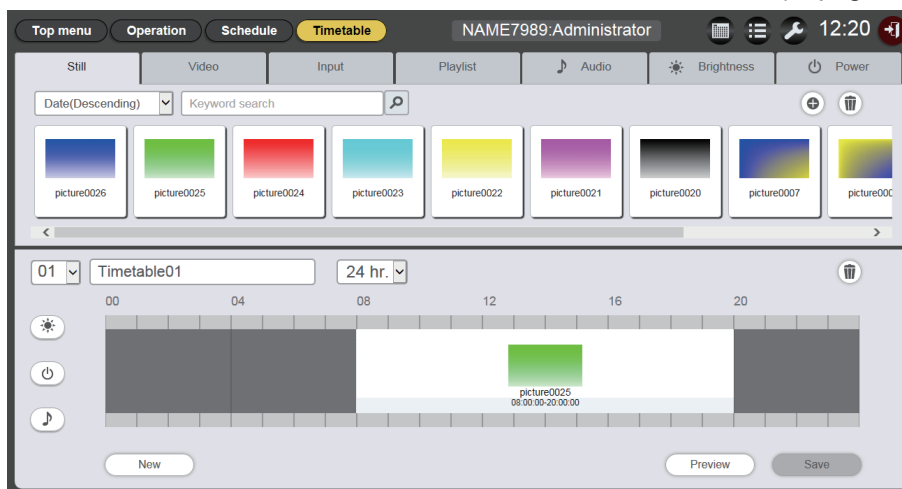 Top menu Operation Schedule Timetable NAME7989:Administrator 12:20
Still Video Input Playlist Audio Brightness Power
Date(Descending) Keyword search
picture0026 picture0025 picture0024 picture0023 picture0022 picture0021 picture0020 picture0007 picture000
01 Timetable01 24 hr.
00 04 08 12 16 20
picture0025
08:00:00-20:00:00
New Preview Save